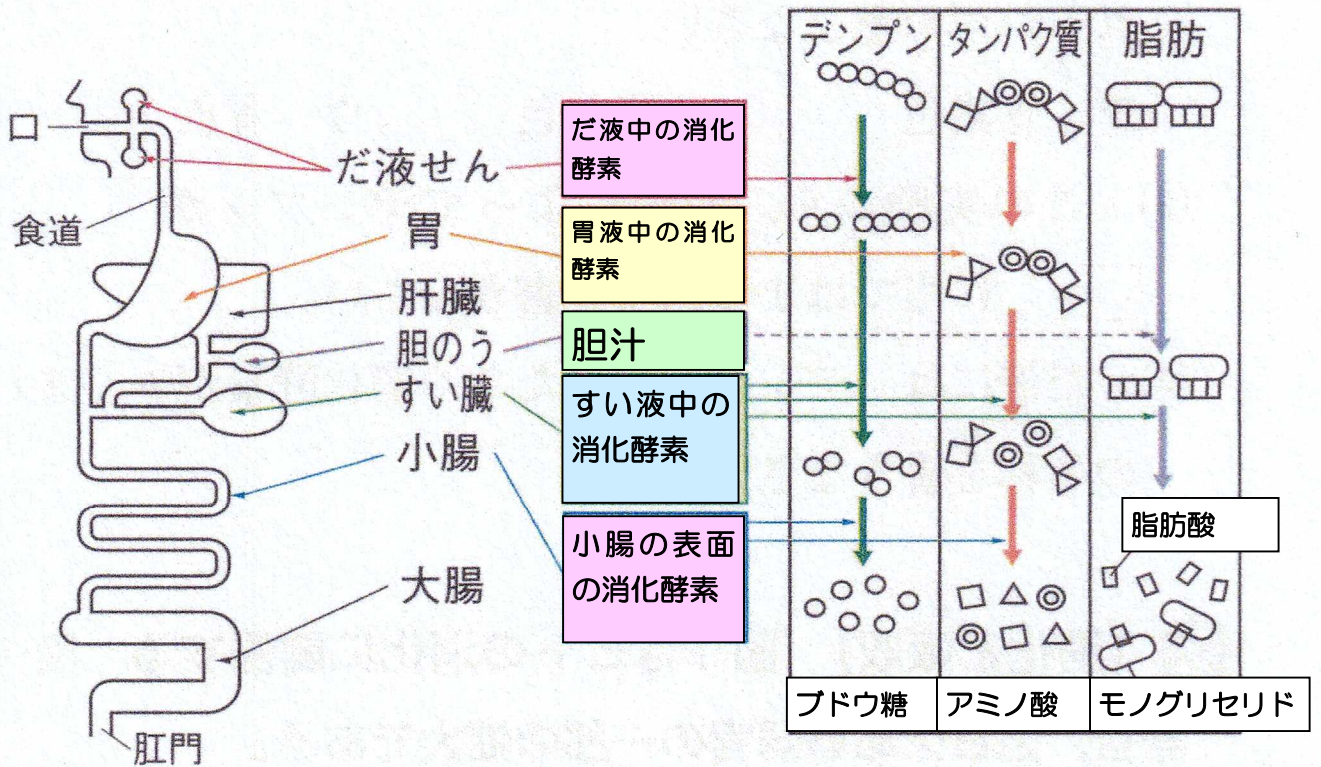 デンプン
タンパク質
脂肪
口
だ液せん
食道
胃
肝臓
胆のう
すい臓
小腸
大腸
肛門
だ液中の消化
酵素
胃液中の消化
酵素
胆汁
すい液中の
消化酵素
小腸の表面
の消化酵素
脂肪酸
ブドウ糖
アミノ酸
モノグリセリド